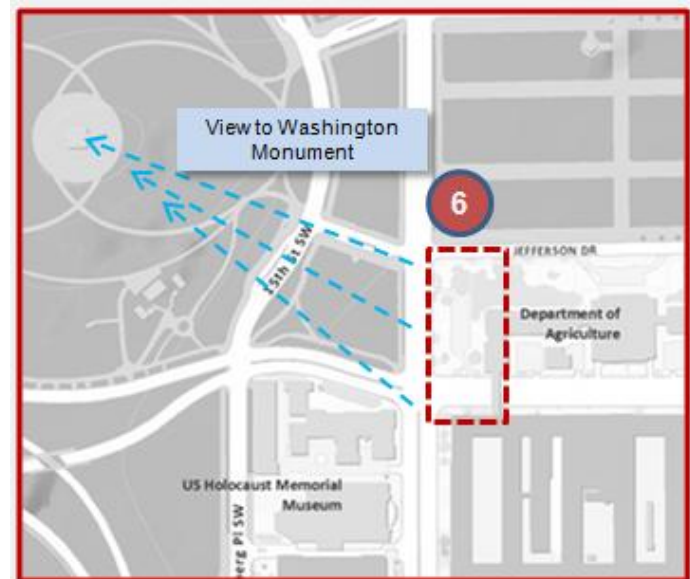 View to Washington
Monument
6
15th St SW
JEFFERSON DR
Department of
Agriculture
US Holocaust Memorial
Museum
erg Pl SW